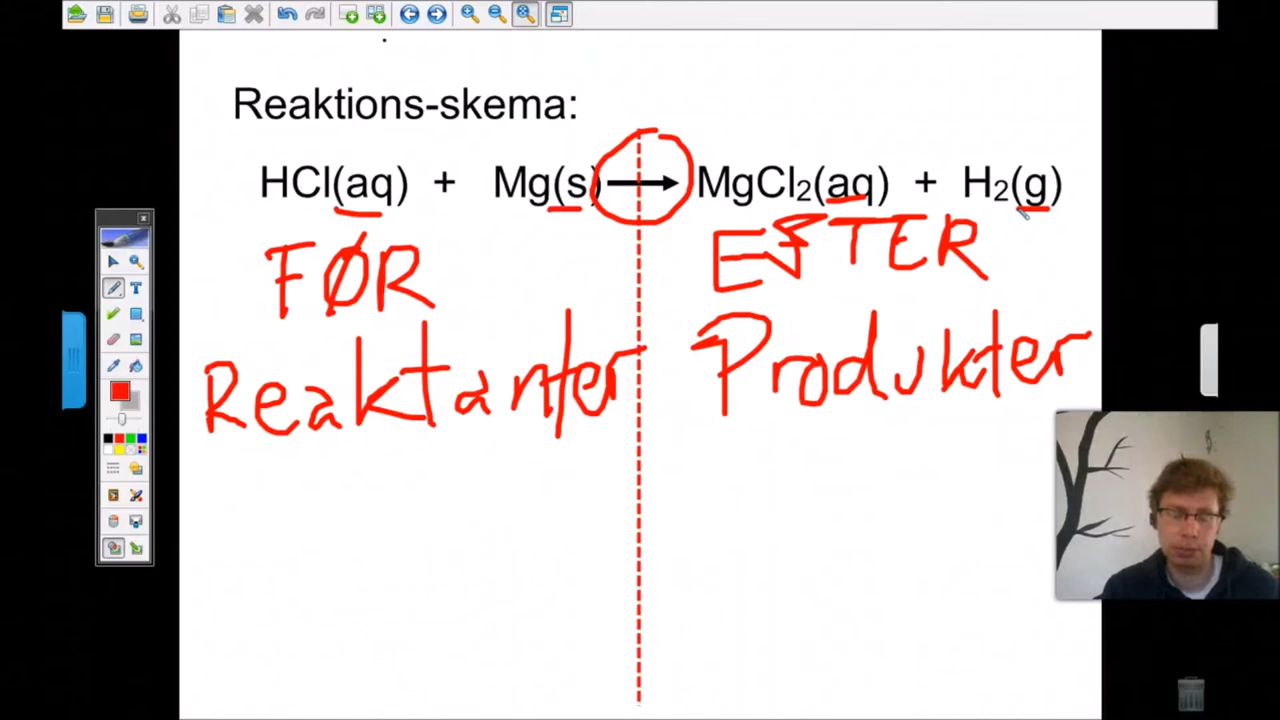 Reaktions-skema:
HCl(aq) + Mg(s) → MgCl2(aq) + H2(g)
FØR EFTER
Reaktanter Produkter